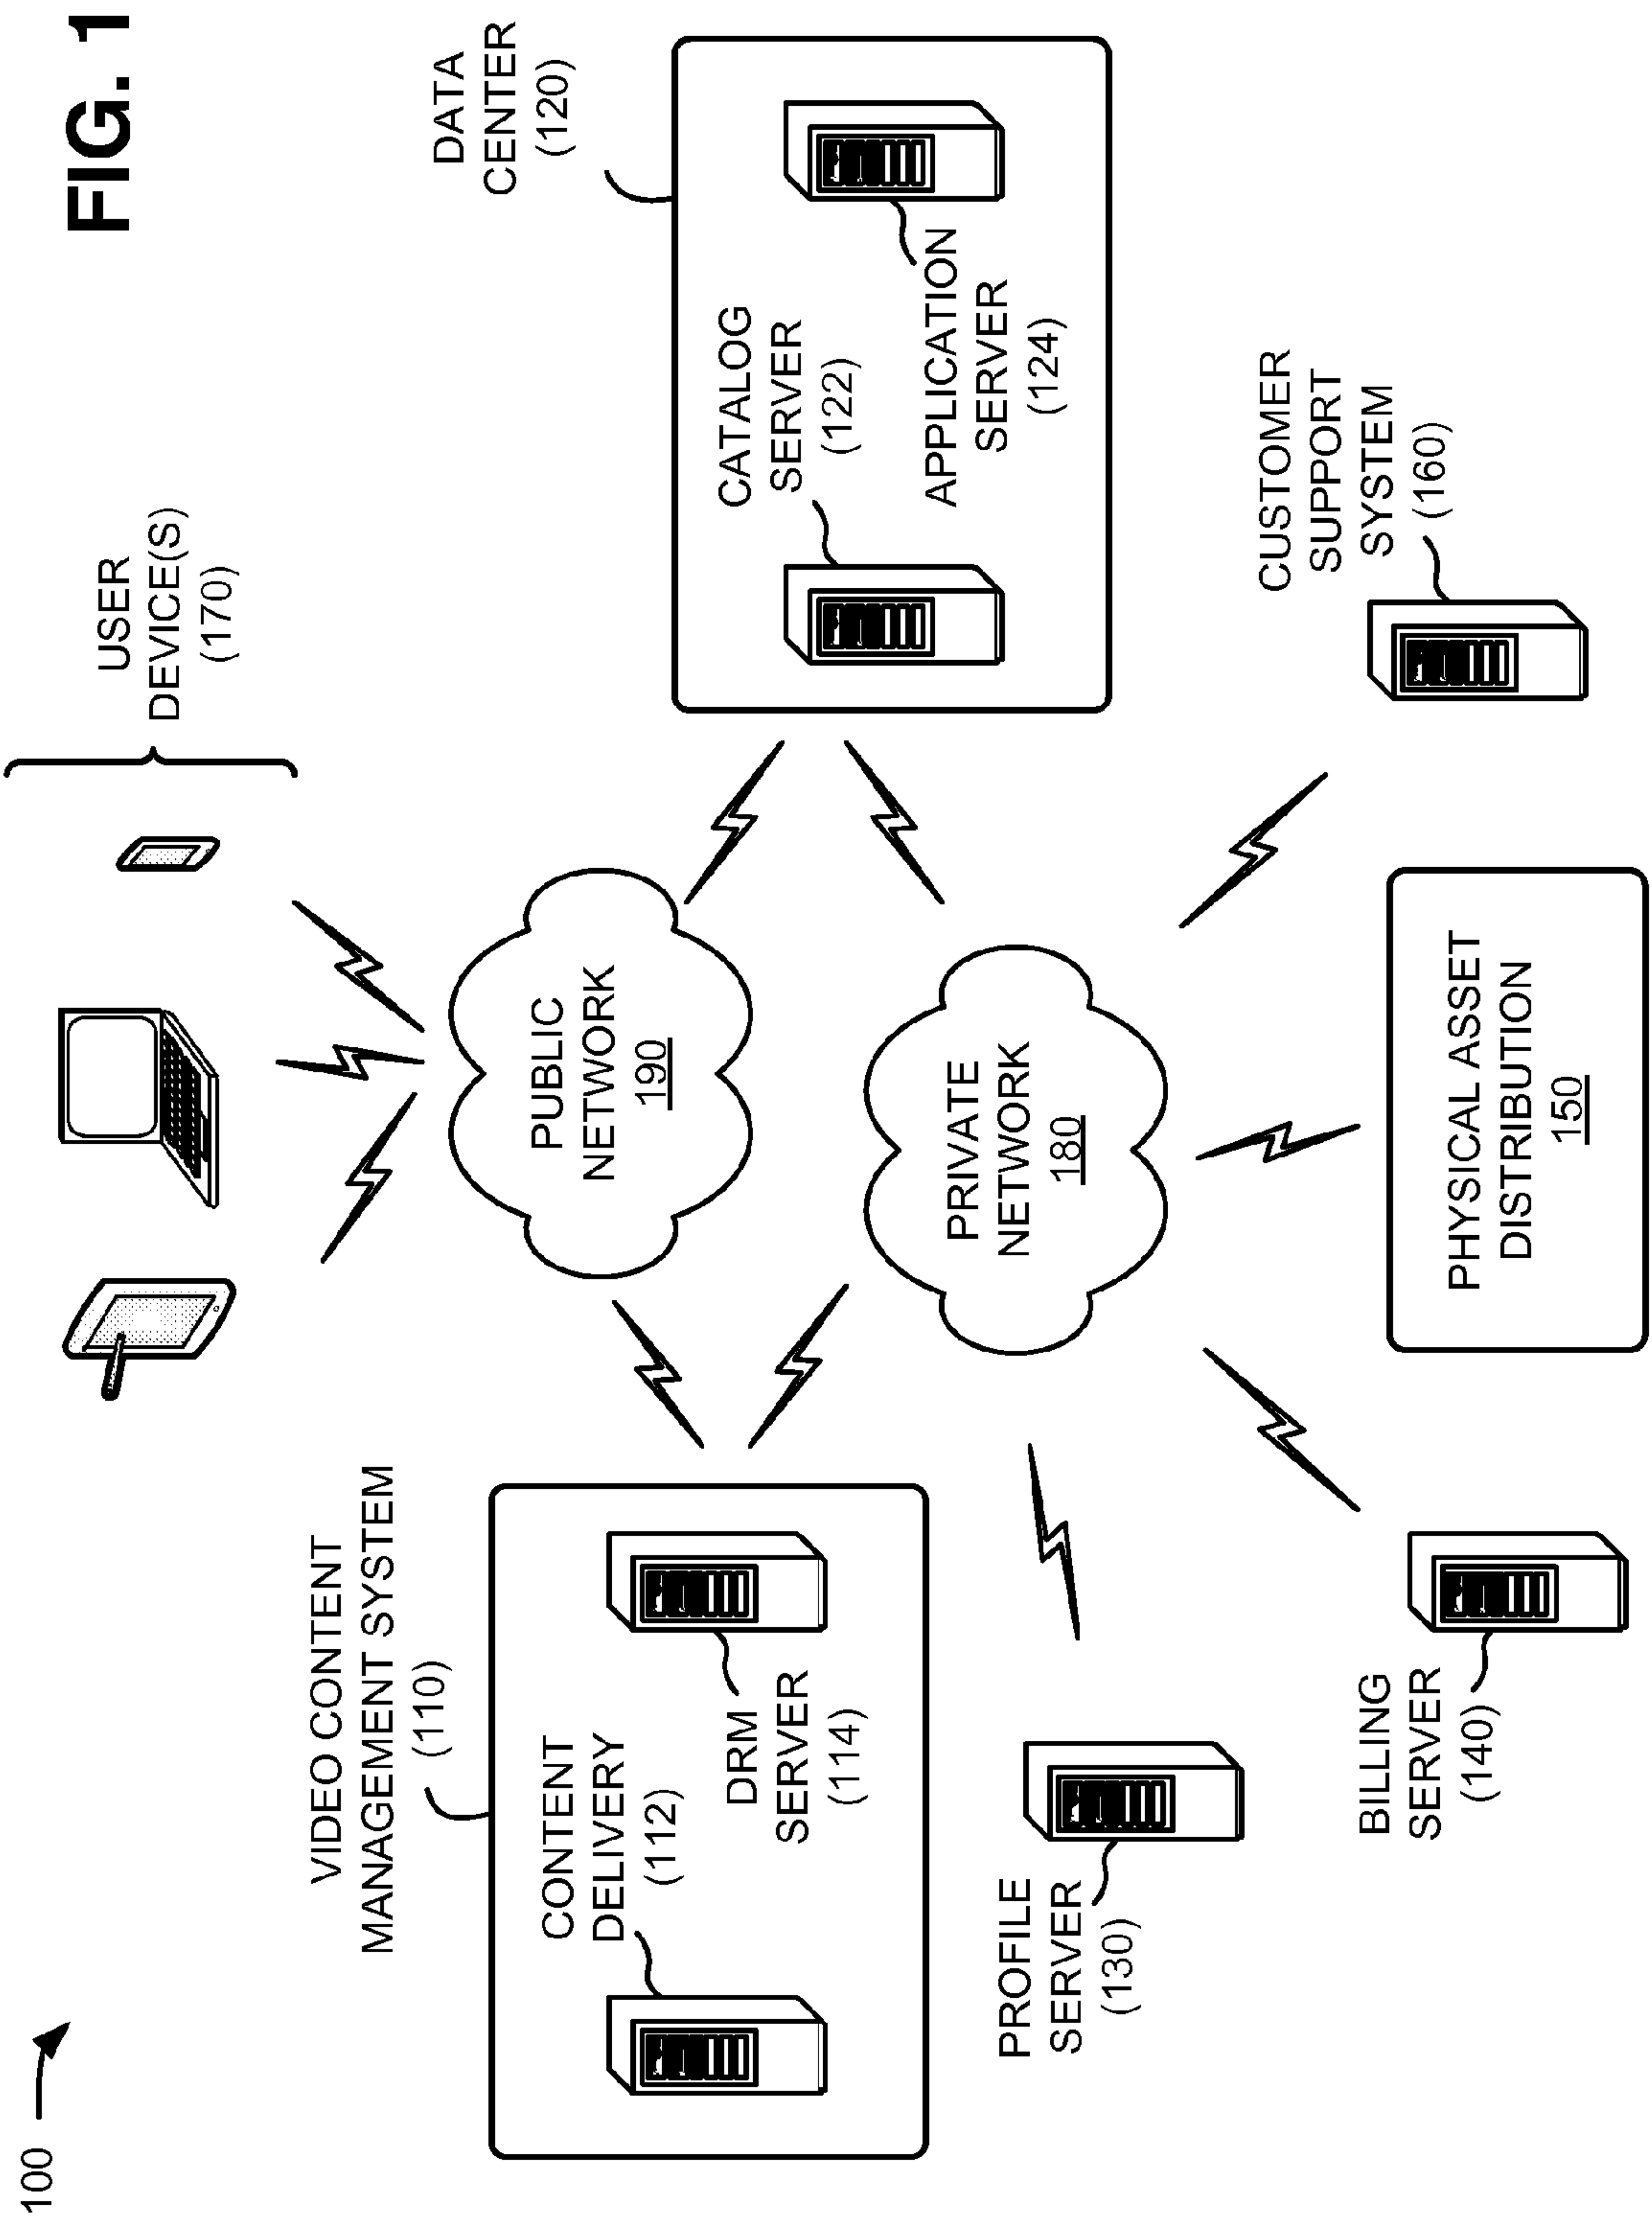 100
USER
DEVICE(S)
(170)
FIG. 1
VIDEO CONTENT
MANAGEMENT SYSTEM
(110)
CONTENT
DELIVERY
(112)
DRM
SERVER
(114)
PUBLIC
NETWORK
190
DATA
CENTER
(120)
CATALOG
SERVER
(122)
APPLICATION
SERVER
(124)
PRIVATE
NETWORK
180
PROFILE
SERVER
(130)
BILLING
SERVER
(140)
PHYSICAL ASSET
DISTRIBUTION
150
CUSTOMER
SUPPORT
SYSTEM
(160)